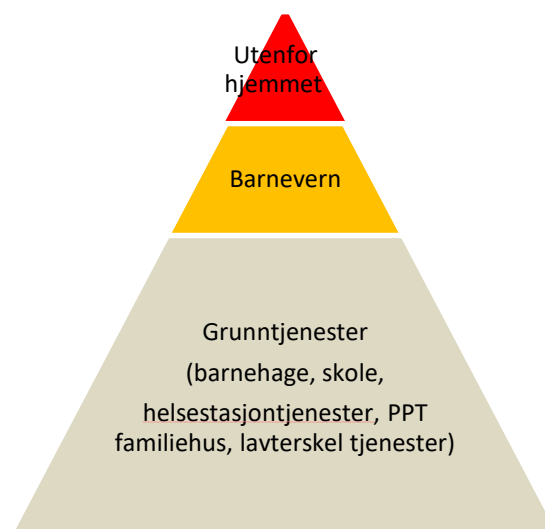 Utenfor
hjemmet
Barnevern
Grunntjenester
(barnehage, skole,
helsestasjontjenester, PPT
familiehus, lavterskel tjenester)